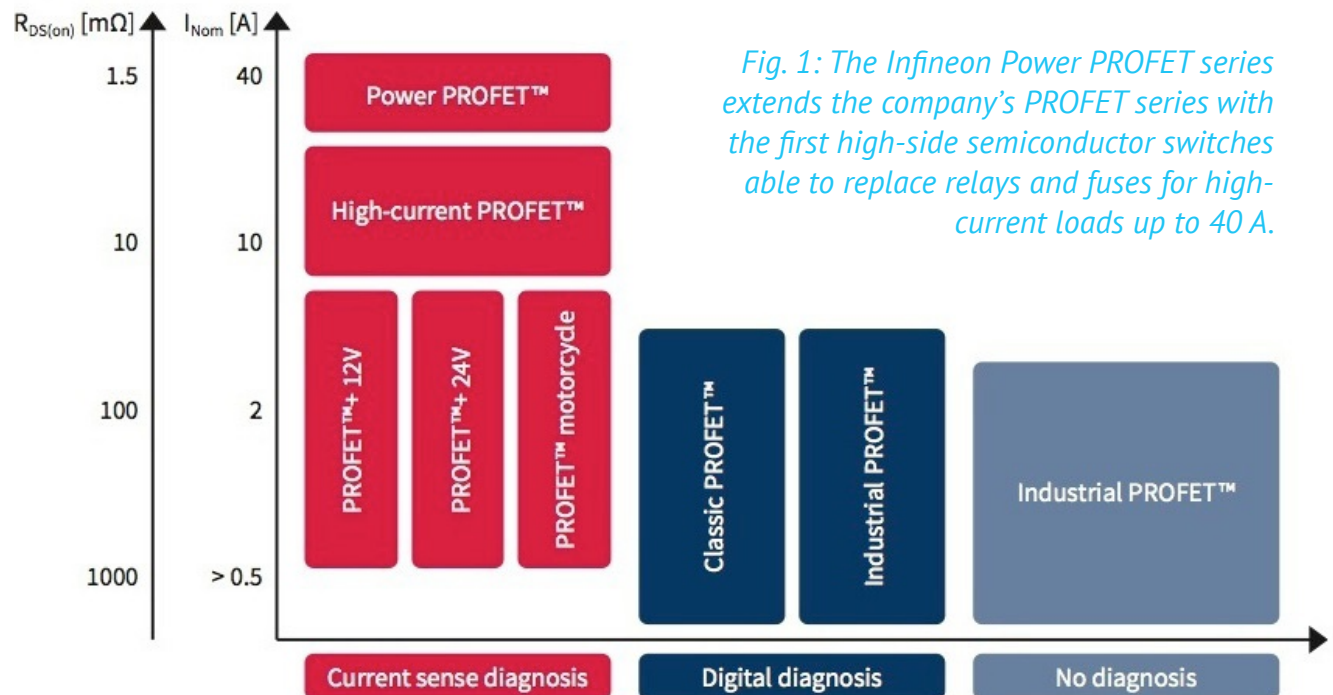 R_DS(on) [mΩ]
I_Nom [A]
1.5
40
10
10
100
2
1000
> 0.5
Fig. 1: The Infineon Power PROFET series
extends the company's PROFET series with
the first high-side semiconductor switches
able to replace relays and fuses for high-
current loads up to 40 A.
Power PROFET™
High-current PROFET™
PROFET™+ 12V
PROFET™+ 24V
PROFET™ motorcycle
Classic PROFET™
Industrial PROFET™
Industrial PROFET™
Current sense diagnosis
Digital diagnosis
No diagnosis